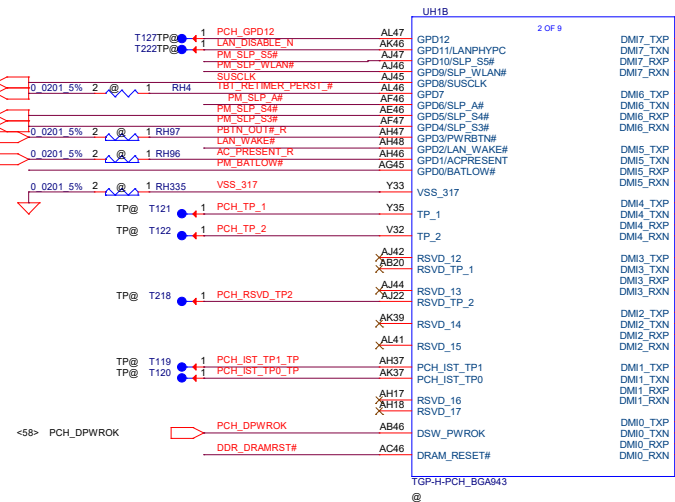 UH1B
2 OF 9
T127TP@ 1 PCH_GPD12 AL47 GPD12 DMI7_TXP
T222TP@ 1 LAN_DISABLE_N AK46 GPD11/LANPHYPC DMI7_TXN
PM_SLP_S5# AJ47 GPD10/SLP_S5# DMI7_RXP
PM_SLP_WLAN# AJ46 GPD9/SLP_WLAN# DMI7_RXN
SUSCLK AJ45 GPD8/SUSCLK
0_0201_5% 2 @ 1 RH4 TBT_RETIMER_PERST_# AL46 GPD7 DMI6_TXP
PM_SLP_A# AF46 GPD6/SLP_A# DMI6_TXN
PM_SLP_S4# AE46 GPD5/SLP_S4# DMI6_RXP
PM_SLP_S3# AF47 GPD4/SLP_S3# DMI6_RXN
0_0201_5% 2 @ 1 RH97 PBTN_OUT#_R AH47 GPD3/PWRBTN#
LAN_WAKE# AH48 GPD2/LAN_WAKE# DMI5_TXP
0_0201_5% 2 @ 1 RH96 AC_PRESENT_R AH46 GPD1/ACPRESENT DMI5_TXN
PM_BATLOW# AG45 GPD0/BATLOW# DMI5_RXP
DMI5_RXN
0_0201_5% 2 @ 1 RH335 VSS_317 Y33 VSS_317
DMI4_TXP
TP@ T121 1 PCH_TP_1 Y35 TP_1 DMI4_TXN
DMI4_RXP
TP@ T122 1 PCH_TP_2 V32 TP_2 DMI4_RXN
AJ42 RSVD_12 DMI3_TXP
AB20 RSVD_TP_1 DMI3_TXN
DMI3_RXP
AJ44 RSVD_13 DMI3_RXN
TP@ T218 1 PCH_RSVD_TP2 AJ22 RSVD_TP_2
DMI2_TXP
AK39 RSVD_14 DMI2_TXN
DMI2_RXP
AL41 RSVD_15 DMI2_RXN
TP@ T119 1 PCH_IST_TP1_TP AH37 PCH_IST_TP1 DMI1_TXP
TP@ T120 1 PCH_IST_TP0_TP AK37 PCH_IST_TP0 DMI1_TXN
DMI1_RXP
AH17 RSVD_16 DMI1_RXN
AH18 RSVD_17
DMI0_TXP
<58> PCH_DPWROK PCH_DPWROK AB46 DSW_PWROK DMI0_TXN
DMI0_RXP
DDR_DRAMRST# AC46 DRAM_RESET# DMI0_RXN
TGP-H-PCH_BGA943
@